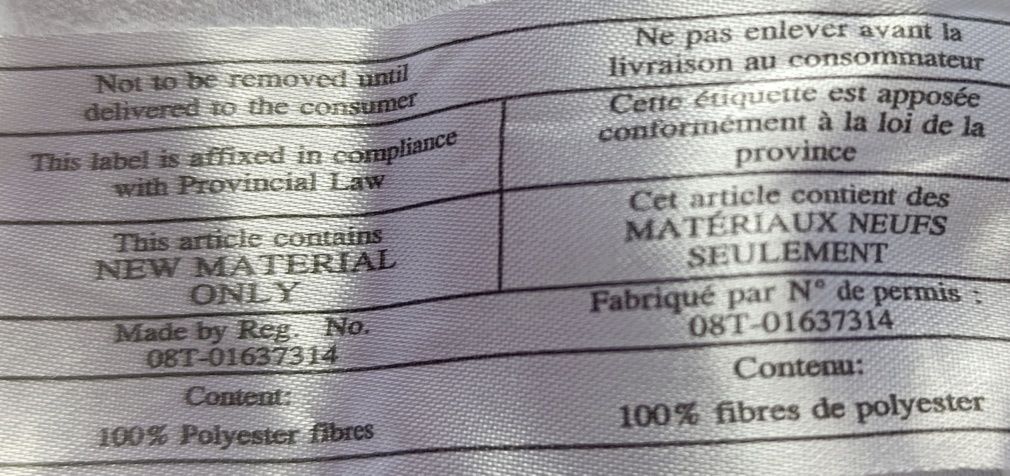 Not to be removed until
delivered to the consumer
This label is affixed in compliance
with Provincial Law
This article contains
NEW MATERIAL
ONLY
Made by Reg. No.
08T-01637314
Content:
100% Polyester fibres
Ne pas enlever avant la
livraison au consommateur
Cette étiquette est apposée
conformément à la loi de la
province
Cet article contient des
MATÉRIAUX NEUFS
SEULEMENT
Fabriqué par N° de permis :
08T-01637314
Contenu:
100% fibres de polyester